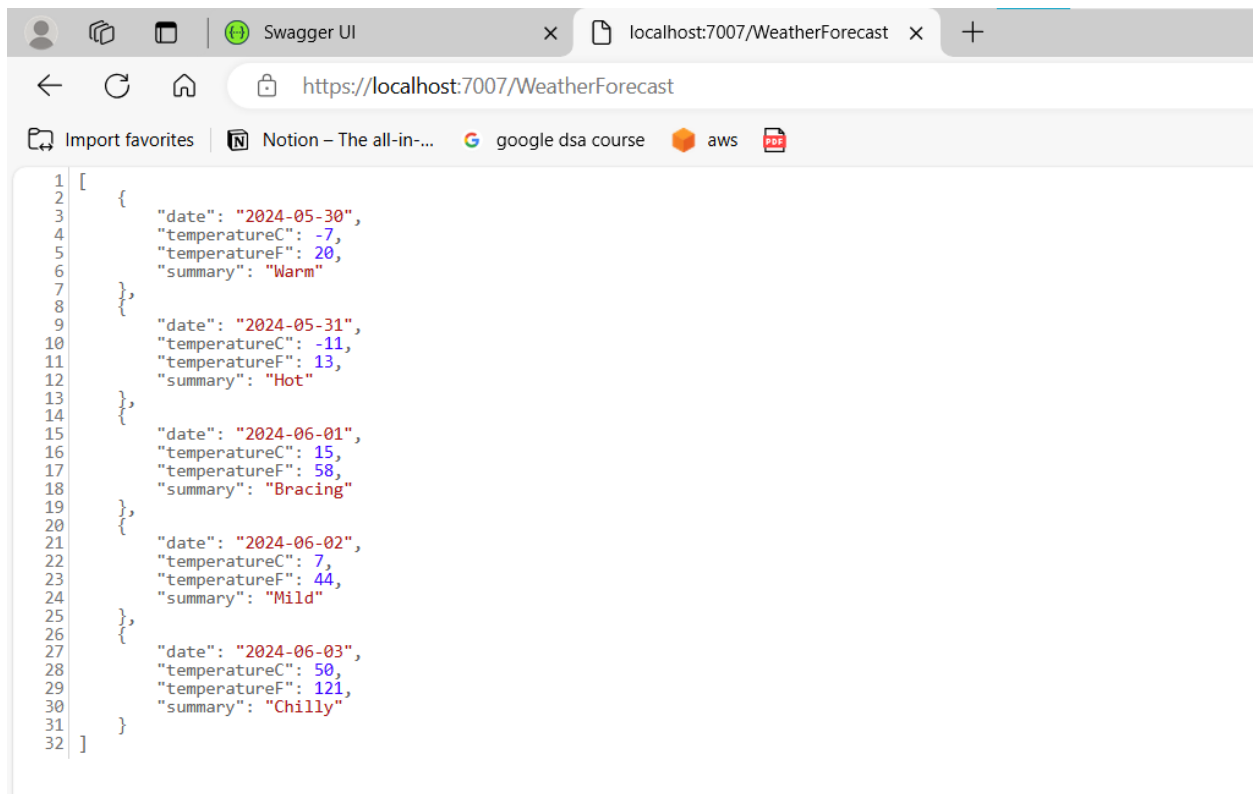 Swagger UI
localhost:7007/WeatherForecast
https://localhost:7007/WeatherForecast
Import favorites
Notion – The all-in-...
google dsa course
aws
PDF
1 [
2 {
3 "date": "2024-05-30",
4 "temperatureC": -7,
5 "temperatureF": 20,
6 "summary": "Warm"
7 },
8 {
9 "date": "2024-05-31",
10 "temperatureC": -11,
11 "temperatureF": 13,
12 "summary": "Hot"
13 },
14 {
15 "date": "2024-06-01",
16 "temperatureC": 15,
17 "temperatureF": 58,
18 "summary": "Bracing"
19 },
20 {
21 "date": "2024-06-02",
22 "temperatureC": 7,
23 "temperatureF": 44,
24 "summary": "Mild"
25 },
26 {
27 "date": "2024-06-03",
28 "temperatureC": 50,
29 "temperatureF": 121,
30 "summary": "Chilly"
31 }
32 ]